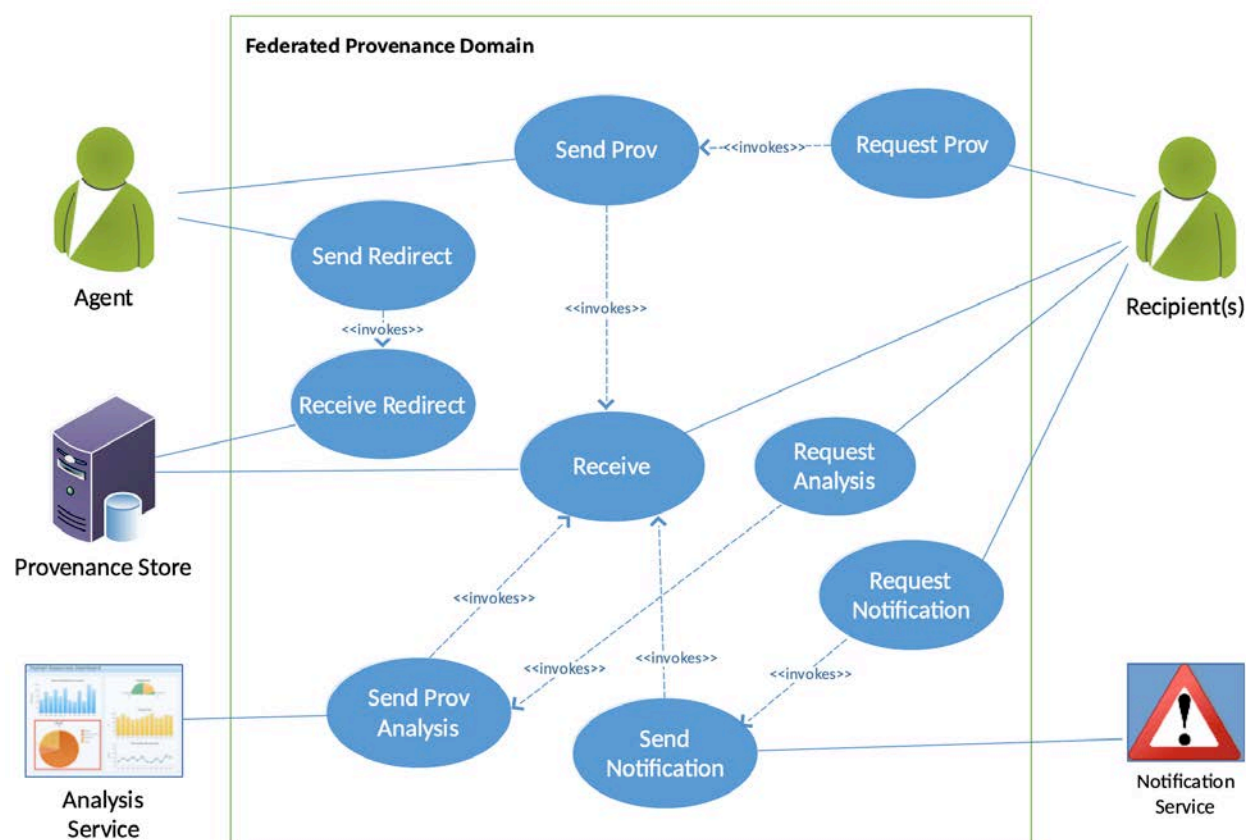 Federated Provenance Domain
Send Prov
<<invokes>>
Request Prov
Agent
Send Redirect
<<invokes>>
<<invokes>>
Recipient(s)
Receive Redirect
Receive
Request
Analysis
Provenance Store
Request
Notification
<<invokes>>
<<invokes>>
<<invokes>>
<<invokes>>
Send Prov
Analysis
Send
Notification
Analysis
Service
Notification
Service